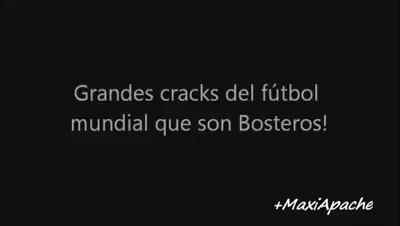 Grandes cracks del fútbol
mundial que son Bosteros!
+MaxiApache